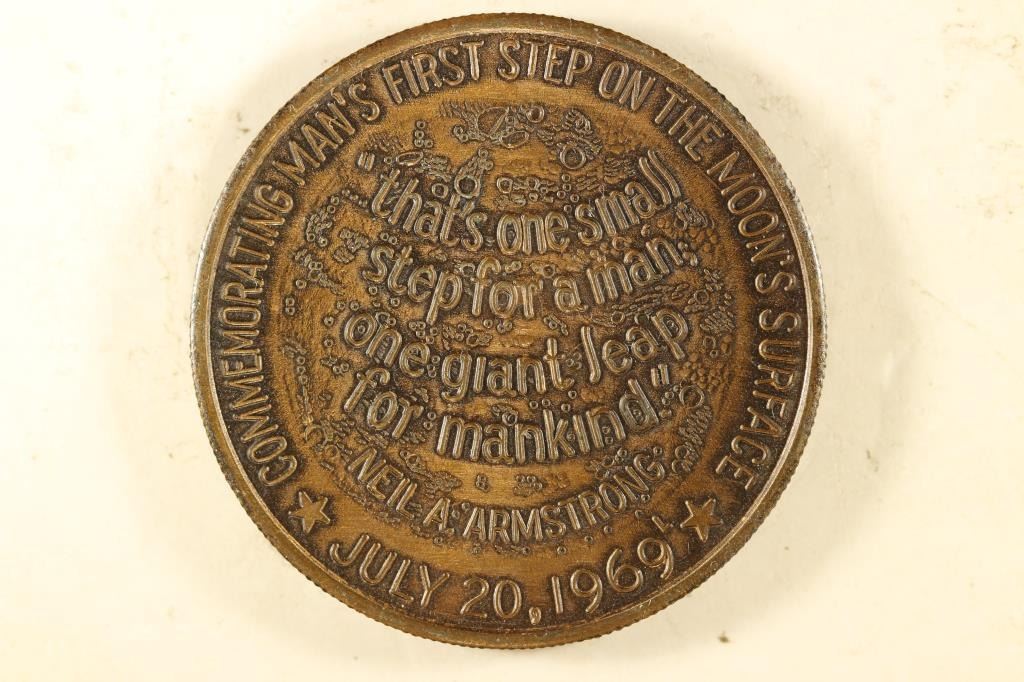 COMMEMORATING MAN'S FIRST STEP ON THE MOON'S SURFACE
"that's one small
step for a man,
one giant leap
for mankind."
NEIL A. ARMSTRONG
JULY 20, 1969